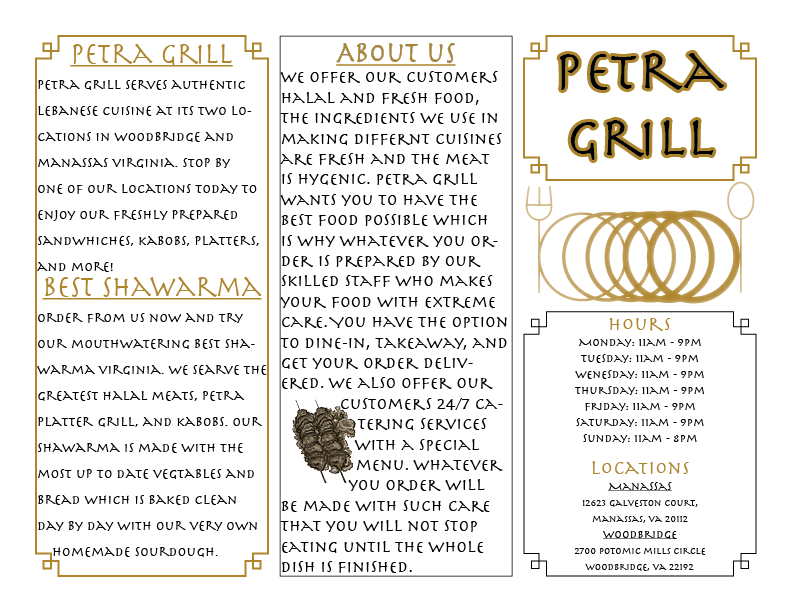 PETRA GRILL
PETRA GRILL SERVES AUTHENTIC
LEBANESE CUISINE AT ITS TWO LO-
CATIONS IN WOODBRIDGE AND
MANASSAS VIRGINIA. STOP BY
ONE OF OUR LOCATIONS TODAY TO
ENJOY OUR FRESHLY PREPARED
SANDWHICHES, KABOBS, PLATTERS,
AND MORE!
BEST SHAWARMA
ORDER FROM US NOW AND TRY
OUR MOUTHWATERING BEST SHA-
WARMA VIRGINIA. WE SEARVE THE
GREATEST HALAL MEATS, PETRA
PLATTER GRILL, AND KABOBS. OUR
SHAWARMA IS MADE WITH THE
MOST UP TO DATE VEGTABLES AND
BREAD WHICH IS BAKED CLEAN
DAY BY DAY WITH OUR VERY OWN
HOMEMADE SOURDOUGH.
ABOUT US
WE OFFER OUR CUSTOMERS
HALAL AND FRESH FOOD,
THE INGREDIENTS WE USE IN
MAKING DIFFERNT CUISINES
ARE FRESH AND THE MEAT
IS HYGENIC. PETRA GRILL
WANTS YOU TO HAVE THE
BEST FOOD POSSIBLE WHICH
IS WHY WHATEVER YOU OR-
DER IS PREPARED BY OUR
SKILLED STAFF WHO MAKES
YOUR FOOD WITH EXTREME
CARE. YOU HAVE THE OPTION
TO DINE-IN, TAKEAWAY, AND
GET YOUR ORDER DELIV-
ERED. WE ALSO OFFER OUR
CUSTOMERS 24/7 CA-
TERING SERVICES
WITH A SPECIAL
MENU. WHATEVER
YOU ORDER WILL
BE MADE WITH SUCH CARE
THAT YOU WILL NOT STOP
EATING UNTIL THE WHOLE
DISH IS FINISHED.
PETRA
GRILL
HOURS
MONDAY: 11AM - 9PM
TUESDAY: 11AM - 9PM
WENESDAY: 11AM - 9PM
THURSDAY: 11AM - 9PM
FRIDAY: 11AM - 9PM
SATURDAY: 11AM - 9PM
SUNDAY: 11AM - 8PM
LOCATIONS
MANASSAS
12623 GALVESTON COURT,
MANASSAS, VA 20112
WOODBRIDGE
2700 POTOMIC MILLS CIRCLE
WOODBRIDGE, VA 22192